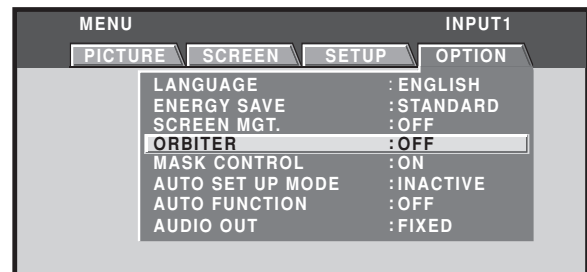 MENU INPUT1
PICTURE SCREEN SETUP OPTION
LANGUAGE :ENGLISH
ENERGY SAVE :STANDARD
SCREEN MGT. :OFF
ORBITER :OFF
MASK CONTROL :ON
AUTO SET UP MODE :INACTIVE
AUTO FUNCTION :OFF
AUDIO OUT :FIXED